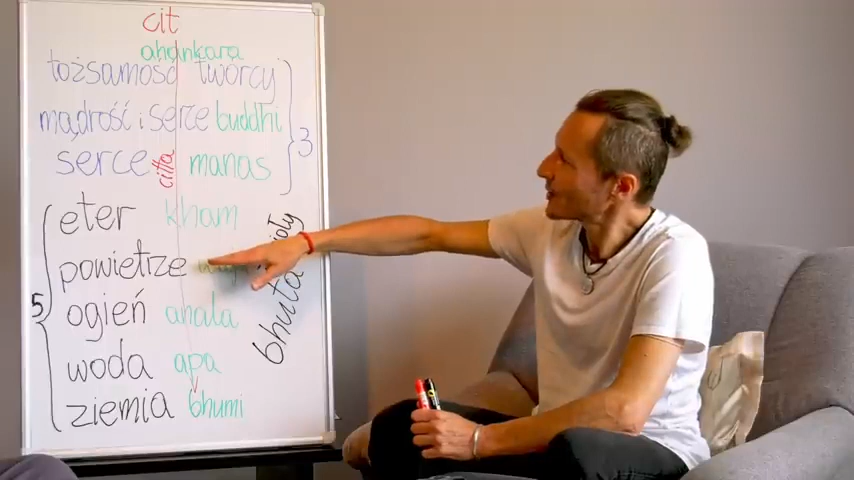 cit
ahankara
tożsamość twórcy
mądrość i serce buddhi
3
serce citta manas
eter kham
powietrze
5
ogień anala
woda apa
ziemia bhumi
bhuta